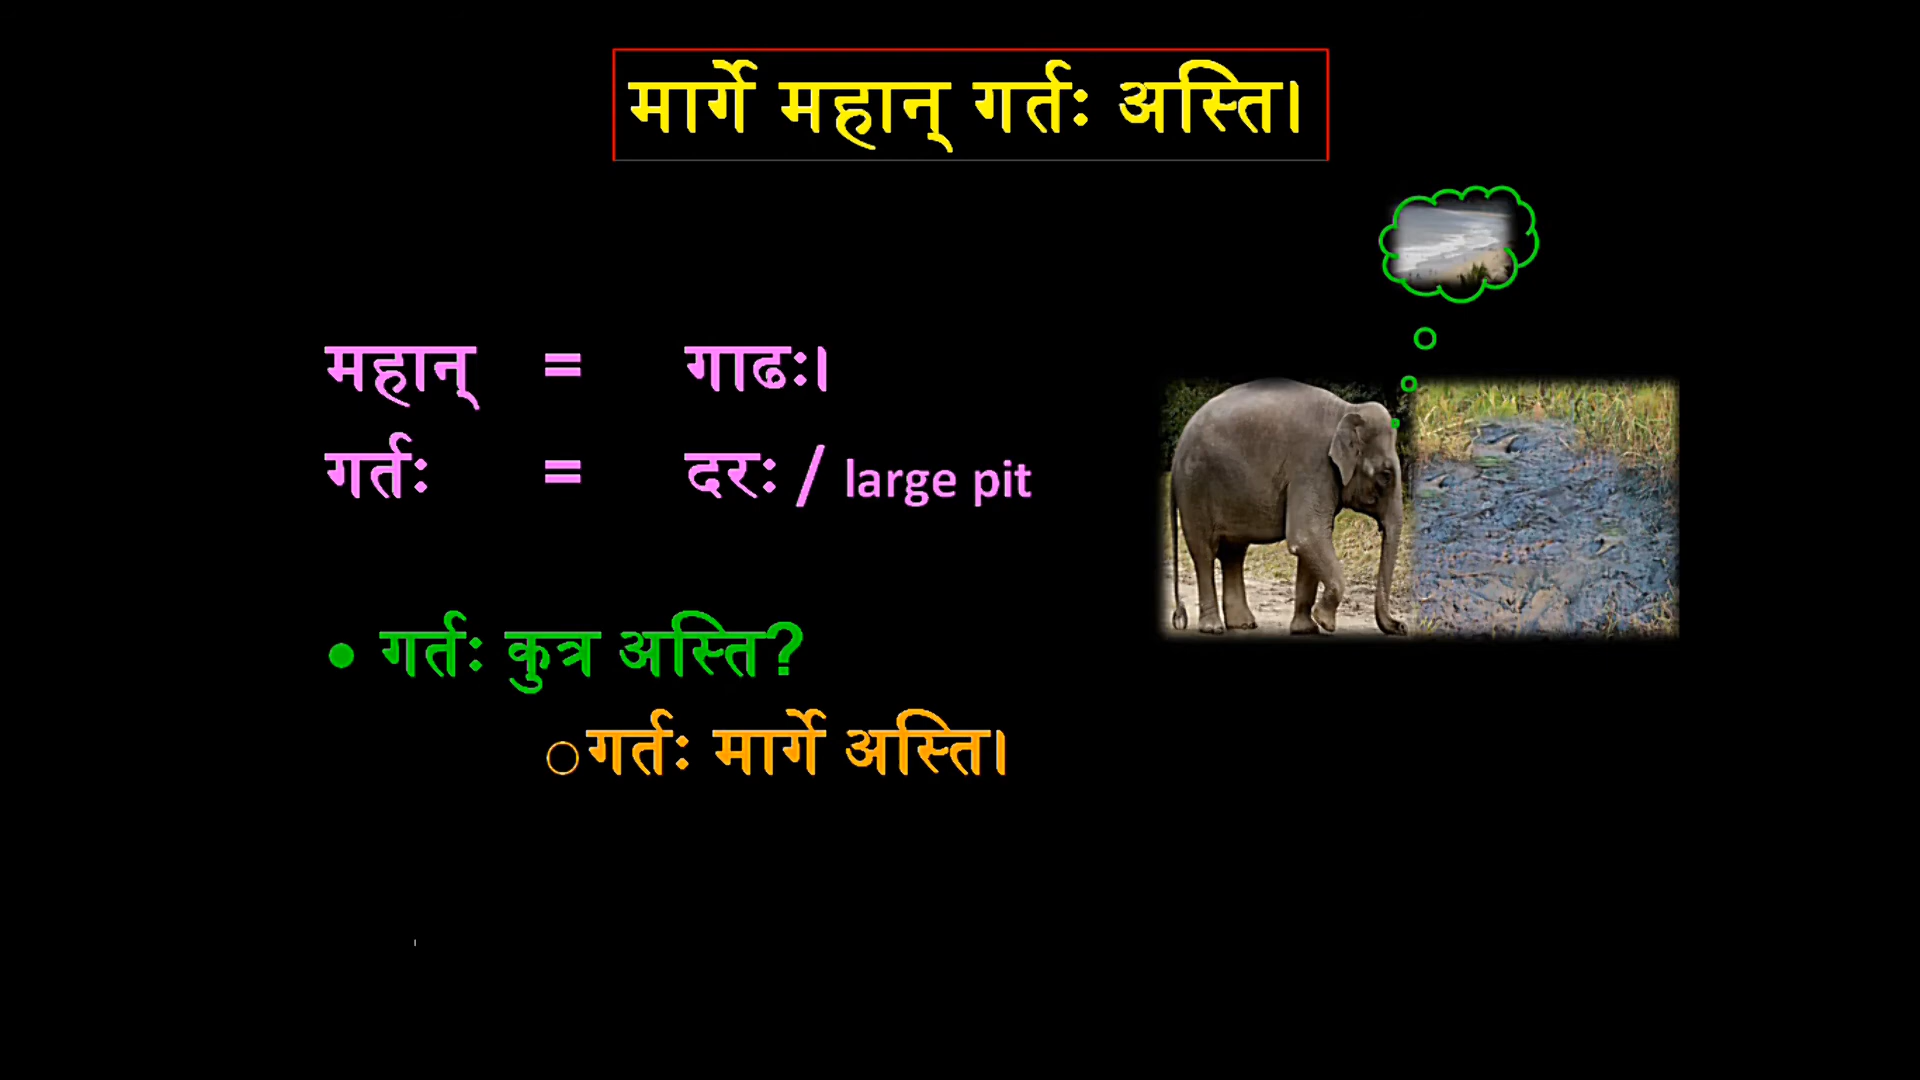 मार्गे महान् गर्तः अस्ति।
महान् = गाढः।
गर्तः = दरः / large pit
• गर्तः कुत्र अस्ति?
○गर्तः मार्गे अस्ति।